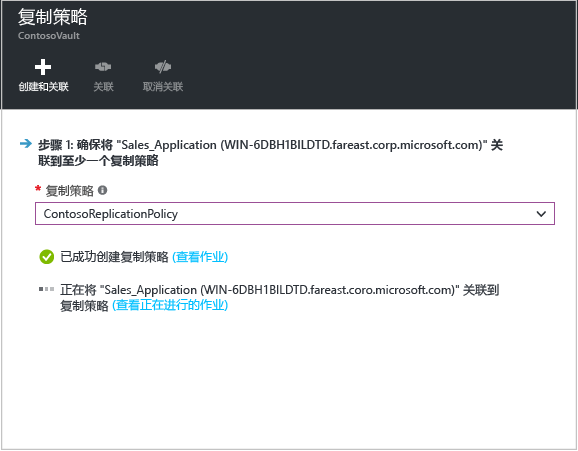 复制策略
ContosoVault
创建和关联 关联 取消关联
步骤 1: 确保将 "Sales_Application (WIN-6DBH1BILDTD.fareast.corp.microsoft.com)" 关
联到至少一个复制策略
* 复制策略
ContosoReplicationPolicy
已成功创建复制策略 (查看作业)
正在将 "Sales_Application (WIN-6DBH1BILDTD.fareast.coro.microsoft.com)" 关联到
复制策略 (查看正在进行的作业)